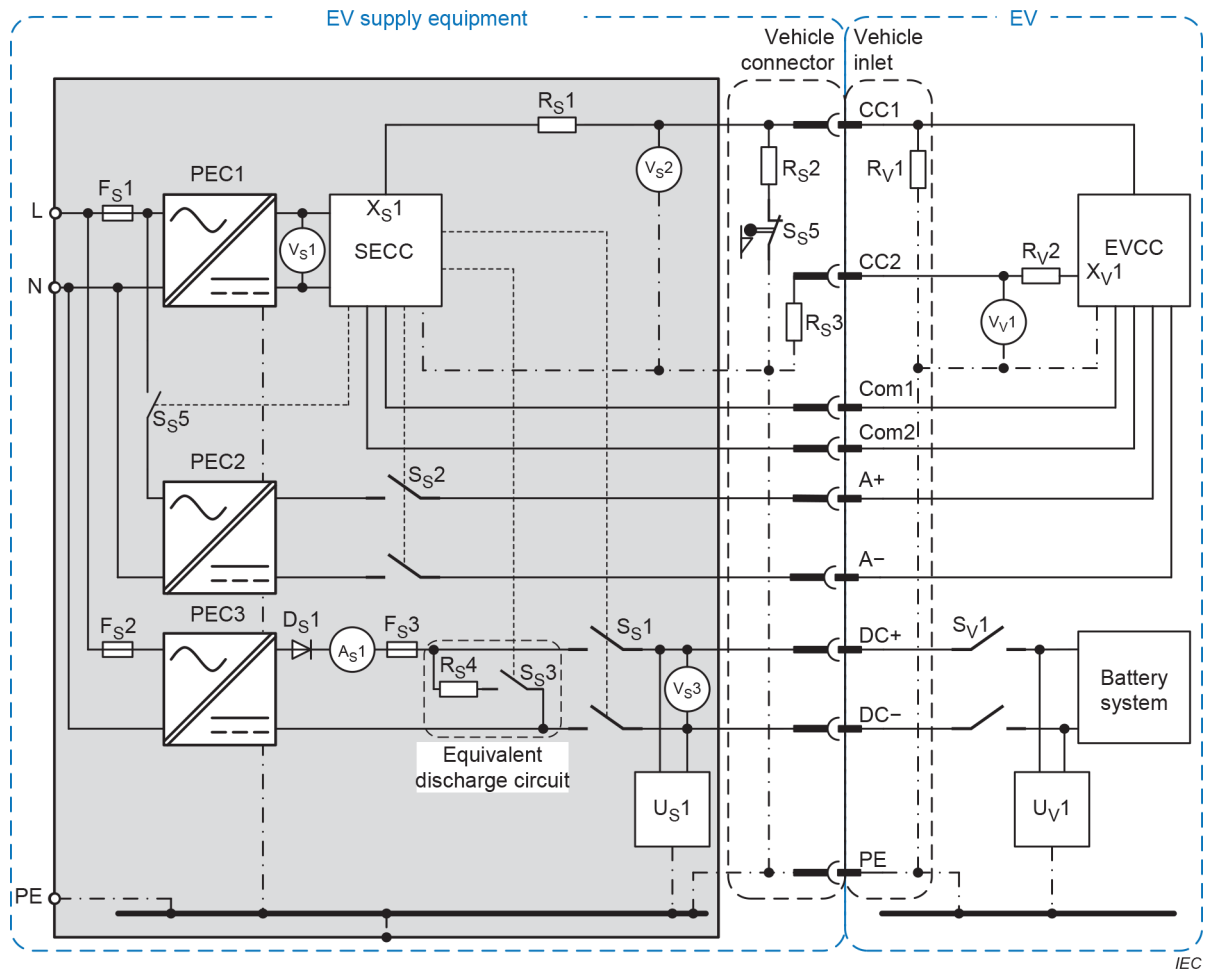 EV supply equipment
EV
Vehicle connector
Vehicle inlet
CC1
RS1
VS2
RS2
RV1
PEC1
FS1
L
VS1
XS1
SECC
SS5
EVCC
XV1
RV2
CC2
N
RS3
VV1
Com1
SS5
Com2
PEC2
SS2
A+
A−
PEC3
FS2
DS1
AS1
FS3
SS1
DC+
SV1
RS4
SS3
VS3
Battery system
DC−
Equivalent discharge circuit
US1
UV1
PE
PE
IEC